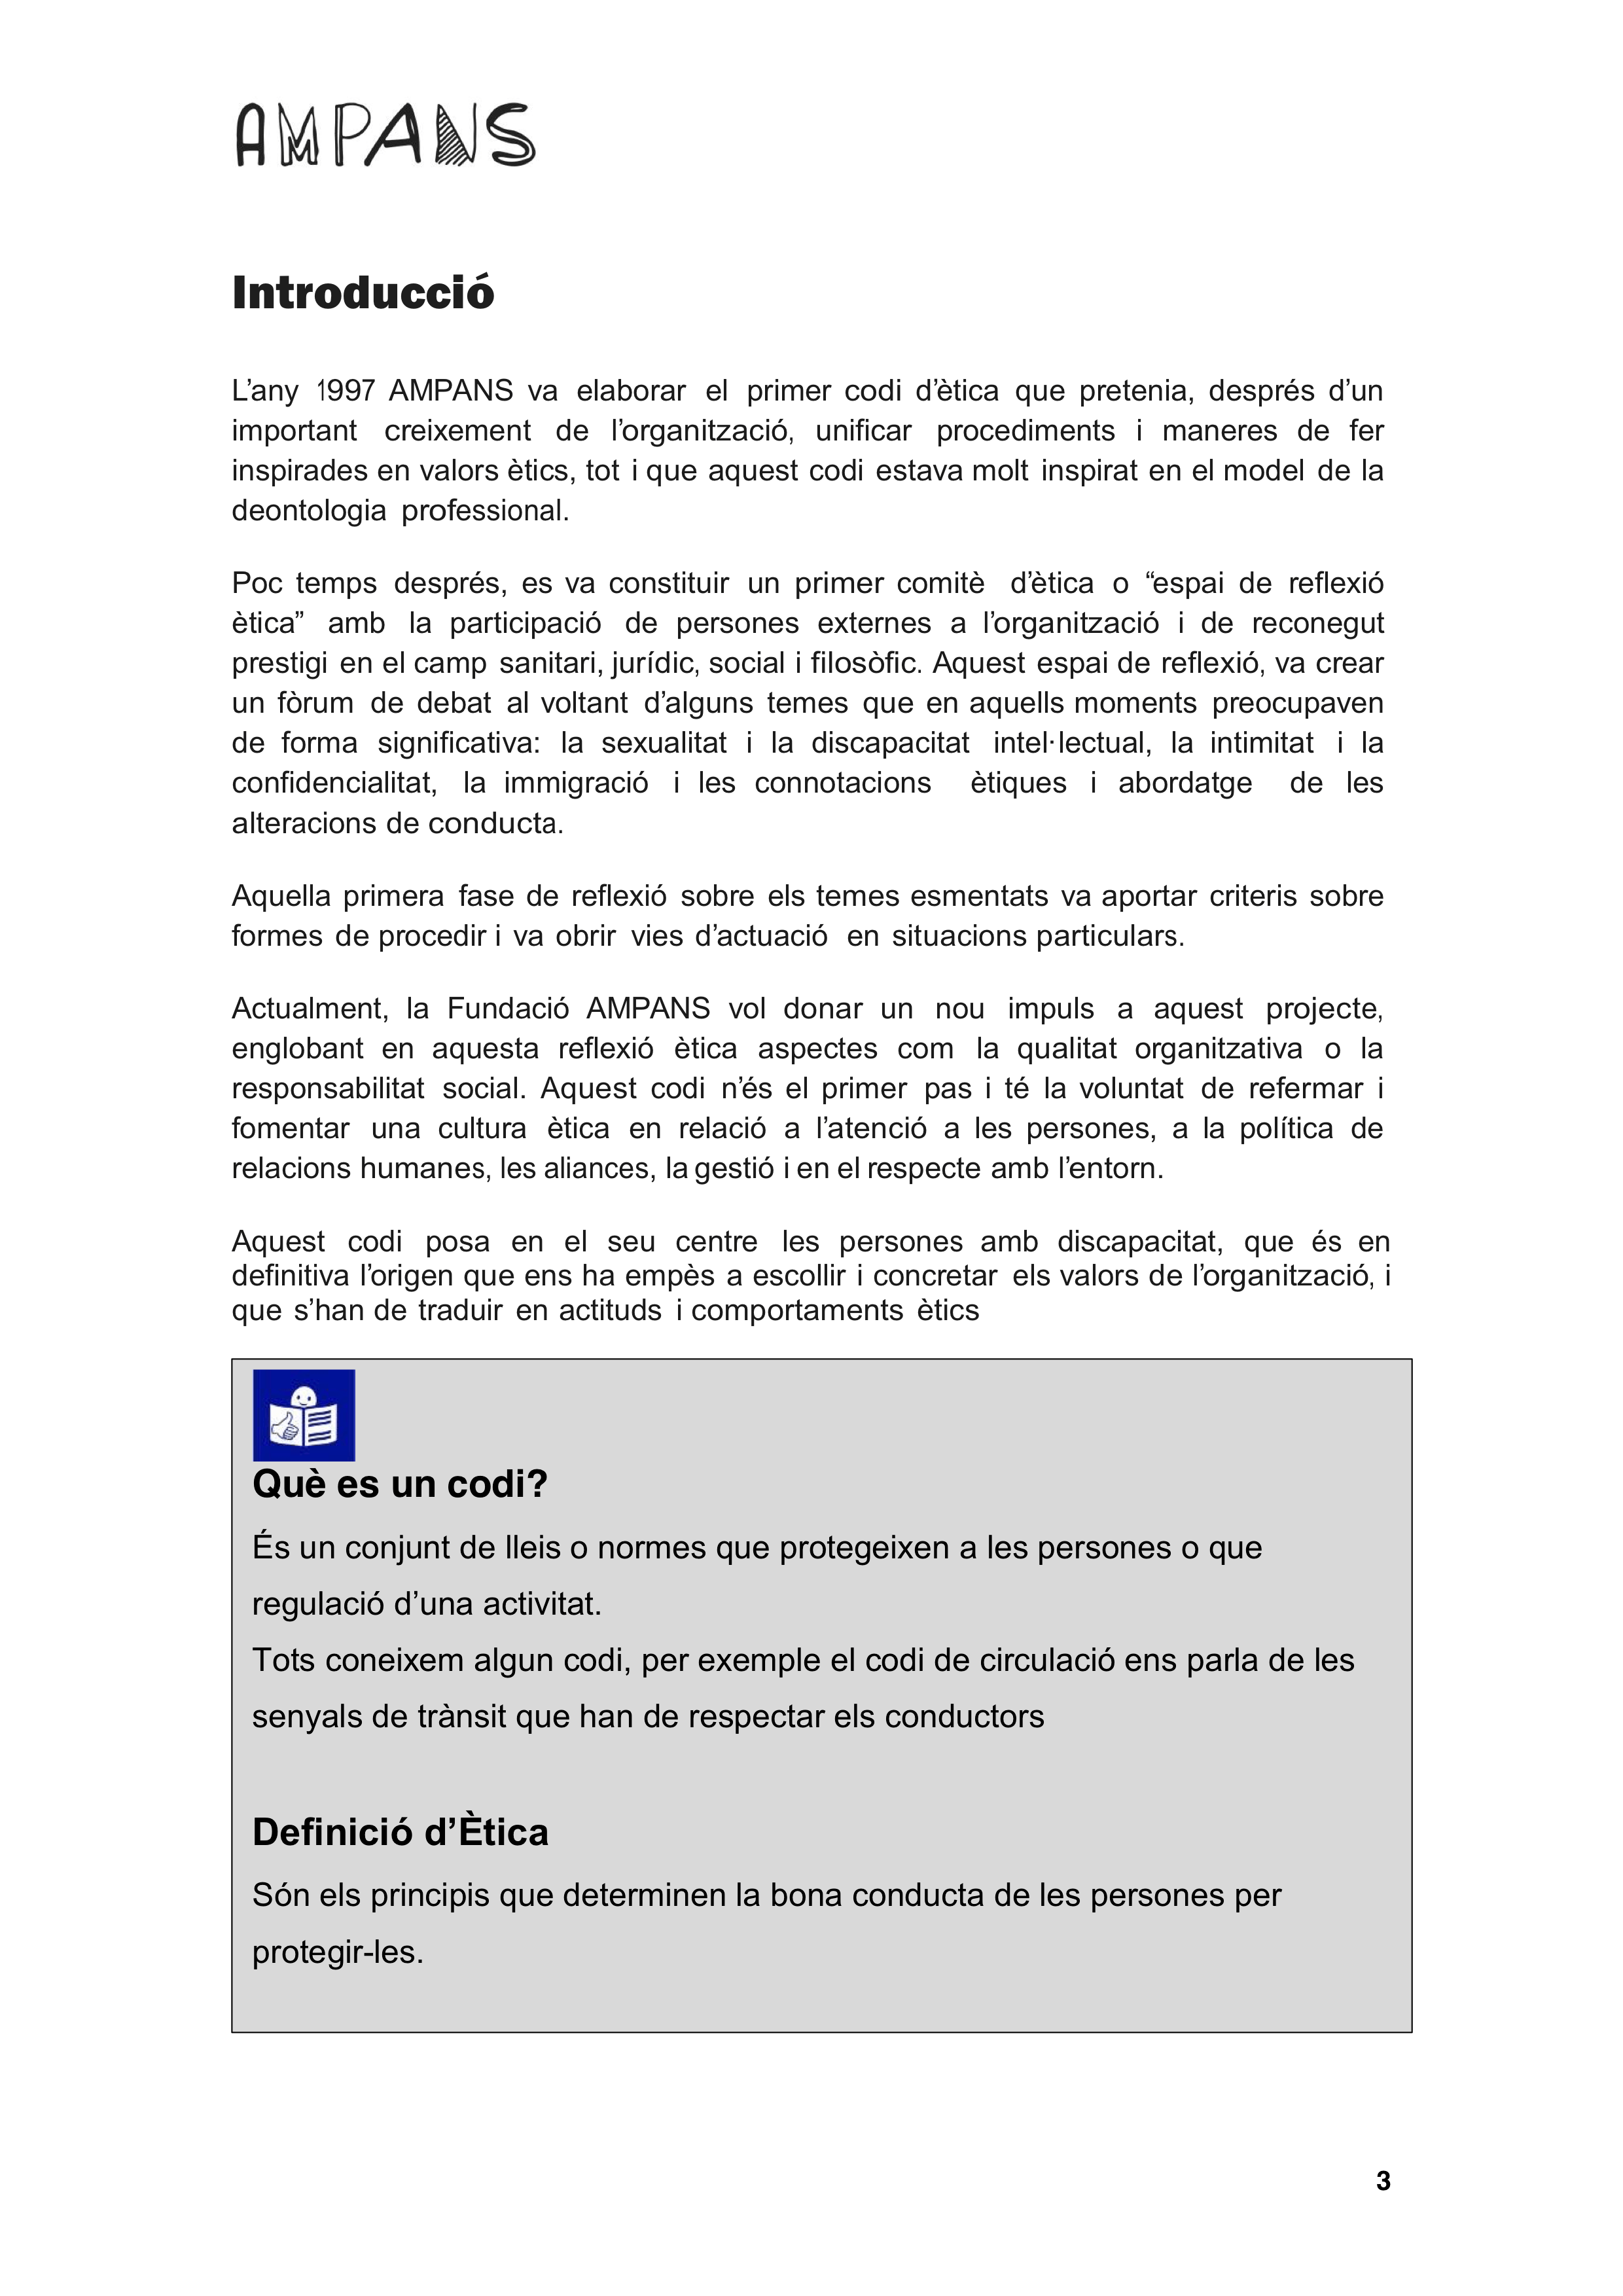 AMPANS
Introducció
L’any 1997 AMPANS va elaborar el primer codi d’ètica que pretenia, després d’un
important creixement de l’organització, unificar procediments i maneres de fer
inspirades en valors ètics, tot i que aquest codi estava molt inspirat en el model de la
deontologia professional.
Poc temps després, es va constituir un primer comitè d’ètica o “espai de reflexió
ètica” amb la participació de persones externes a l’organització i de reconegut
prestigi en el camp sanitari, jurídic, social i filosòfic. Aquest espai de reflexió, va crear
un fòrum de debat al voltant d’alguns temes que en aquells moments preocupaven
de forma significativa: la sexualitat i la discapacitat intel·lectual, la intimitat i la
confidencialitat, la immigració i les connotacions ètiques i abordatge de les
alteracions de conducta.
Aquella primera fase de reflexió sobre els temes esmentats va aportar criteris sobre
formes de procedir i va obrir vies d’actuació en situacions particulars.
Actualment, la Fundació AMPANS vol donar un nou impuls a aquest projecte,
englobant en aquesta reflexió ètica aspectes com la qualitat organitzativa o la
responsabilitat social. Aquest codi n’és el primer pas i té la voluntat de refermar i
fomentar una cultura ètica en relació a l’atenció a les persones, a la política de
relacions humanes, les aliances, la gestió i en el respecte amb l’entorn.
Aquest codi posa en el seu centre les persones amb discapacitat, que és en
definitiva l’origen que ens ha empès a escollir i concretar els valors de l’organització, i
que s’han de traduir en actituds i comportaments ètics
Què es un codi?
És un conjunt de lleis o normes que protegeixen a les persones o que
regulació d’una activitat.
Tots coneixem algun codi, per exemple el codi de circulació ens parla de les
senyals de trànsit que han de respectar els conductors
Definició d’Ètica
Són els principis que determinen la bona conducta de les persones per
protegir-les.
3